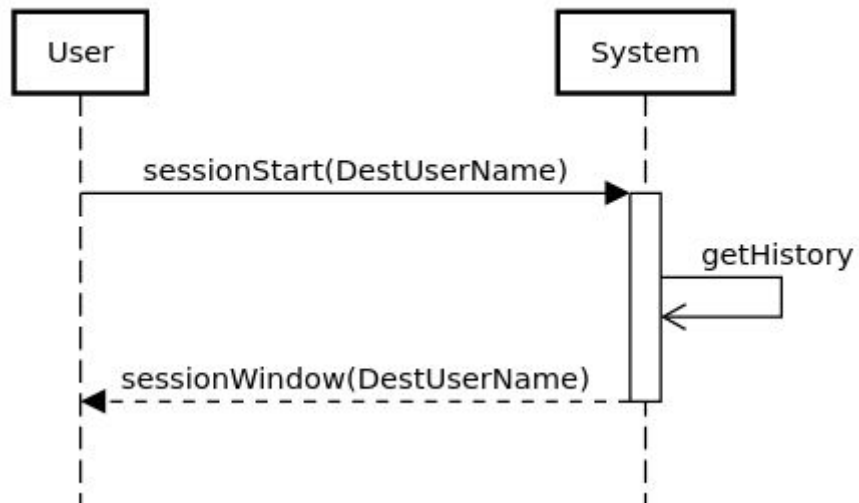 User
System
sessionStart(DestUserName)
getHistory
sessionWindow(DestUserName)